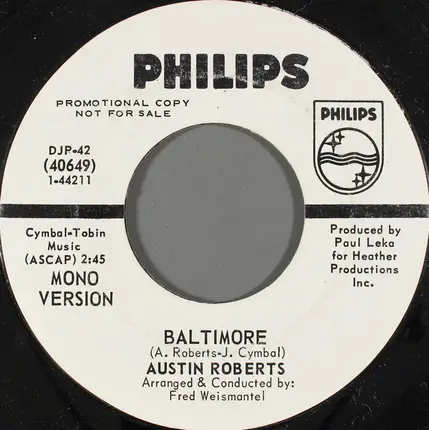 PHILIPS
PROMOTIONAL COPY
NOT FOR SALE
PHILIPS
DJP-42
(40649)
1-44211
Cymbal-Tobin
Music
(ASCAP) 2:45
MONO
VERSION
Produced by
Paul Leka
for Heather
Productions
Inc.
BALTIMORE
(A. Roberts-J. Cymbal)
AUSTIN ROBERTS
Arranged & Conducted by:
Fred Weismantel